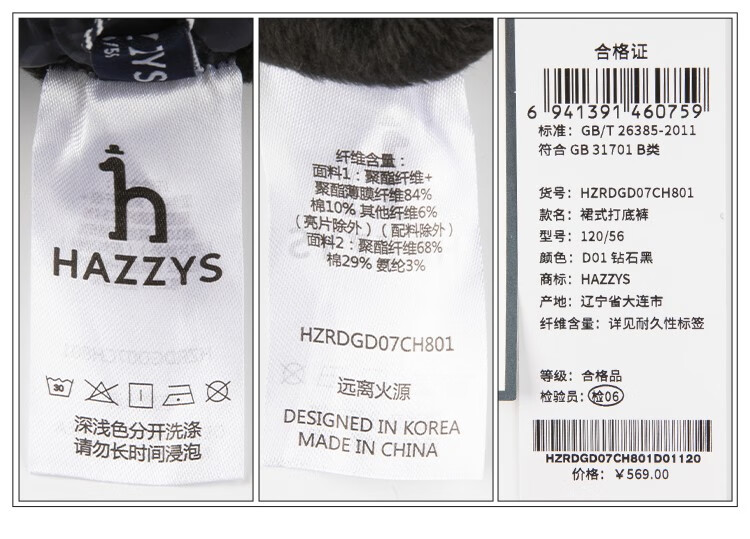 ZZYS
HAZZYS
30
深浅色分开洗涤
请勿长时间浸泡
纤维含量：
面料1：聚酯纤维+
聚酯薄膜纤维84%
棉10% 其他纤维6%
（亮片除外）（配料除外）
面料2：聚酯纤维68%
棉29% 氨纶3%
HZRDGD07CH801
远离火源
DESIGNED IN KOREA
MADE IN CHINA
合格证
6 941391 460759
标准：GB/T 26385-2011
符合 GB 31701 B类
货号：HZRDGD07CH801
款名：裙式打底裤
型号：120/56
颜色：D01 钻石黑
商标：HAZZYS
产地：辽宁省大连市
纤维含量：详见耐久性标签
等级：合格品
检验员：检06
HZRDGD07CH801D01120
价格：￥569.00